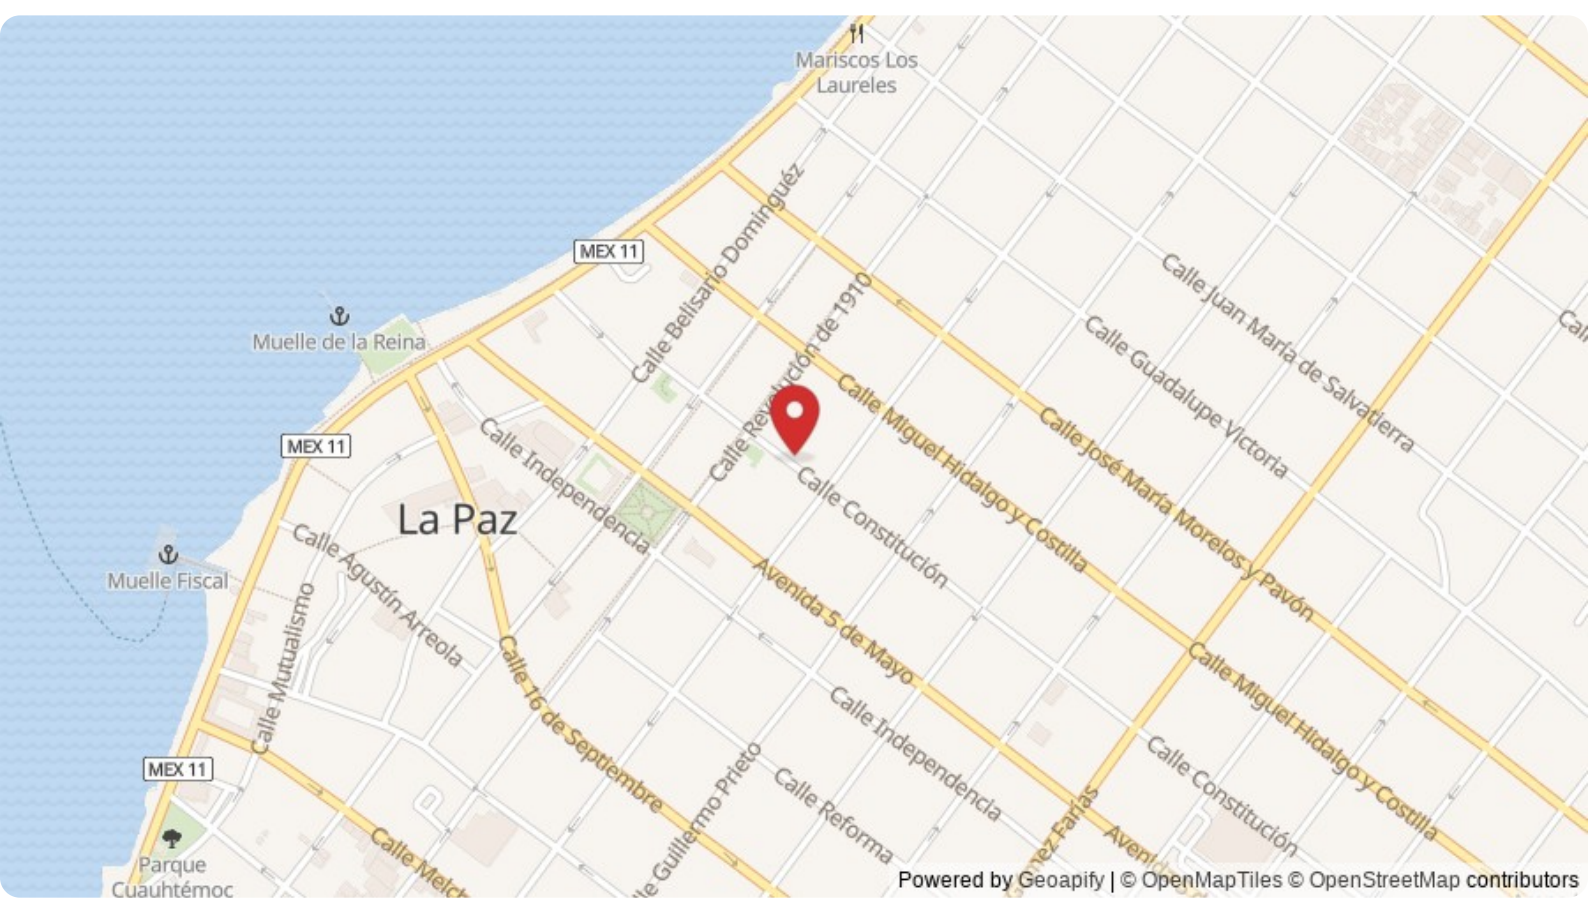 Mariscos Los
Laureles
Calle Belisario Dominguéz
MEX 11
Calle Juan María de Salvatierra
Calle Revolución de 1910
Muelle de la Reina
Calle Guadalupe Victoria
Calle Miguel Hidalgo y Costilla
Calle José María Morelos y Pavón
MEX 11
Calle Independencia
Calle Constitución
La Paz
Calle Agustín Arreola
Muelle Fiscal
Avenida 5 de Mayo
Calle Mutualismo
Calle 16 de Septiembre
Calle Miguel Hidalgo y Costilla
Calle Independencia
Calle Constitución
MEX 11
Guillermo Prieto
Calle Reforma
Farías
Calle
Parque
Cuauhtémoc
Powered by Geoapify | © OpenMapTiles © OpenStreetMap contributors